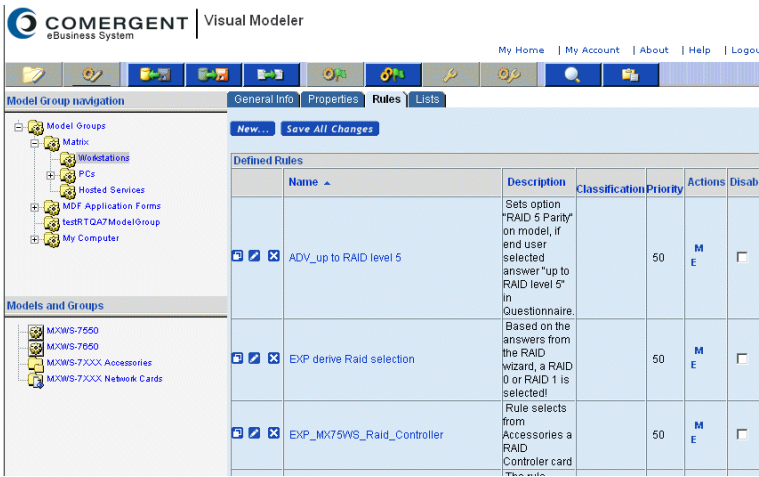 COMERGENT
eBusiness System
Visual Modeler
My Home | My Account | About | Help | Logou
Model Group navigation
General Info Properties Rules Lists
Model Groups
Matrix
Workstations
PCs
Hosted Services
MDF Application Forms
testRTQA7ModelGroup
My Computer
Models and Groups
MXWS-7550
MXWS-7650
MXWS-7XXX Accessories
MXWS-7XXX Network Cards
New... Save All Changes
Defined Rules
Name Description Classification Priority Actions Disab
ADV_up to RAID level 5
Sets option
"RAID 5 Parity"
on model, if
end user
selected
answer "up to
RAID level 5"
in
Questionnaire.
50
M
E
EXP derive Raid selection
Based on the
answers from
the RAID
wizard, a RAID
0 or RAID 1 is
selected!
50
M
E
EXP_MX75WS_Raid_Controller
Rule selects
from
Accessories a
RAID
Controler card
50
M
E
The rule